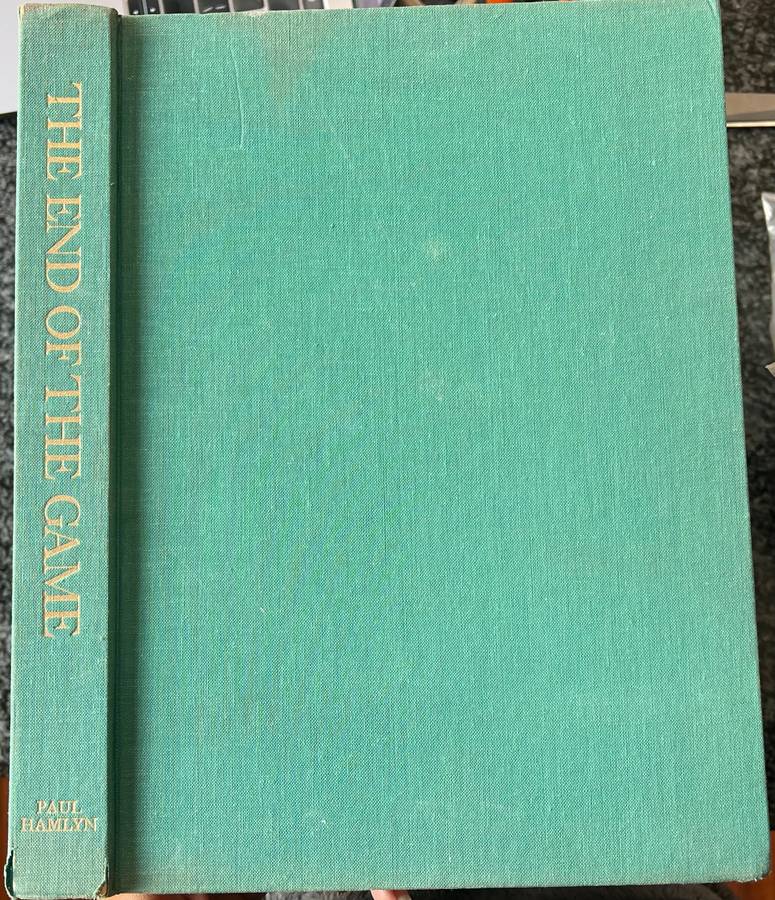 THE END OF THE GAME
PAUL
HAMLYN